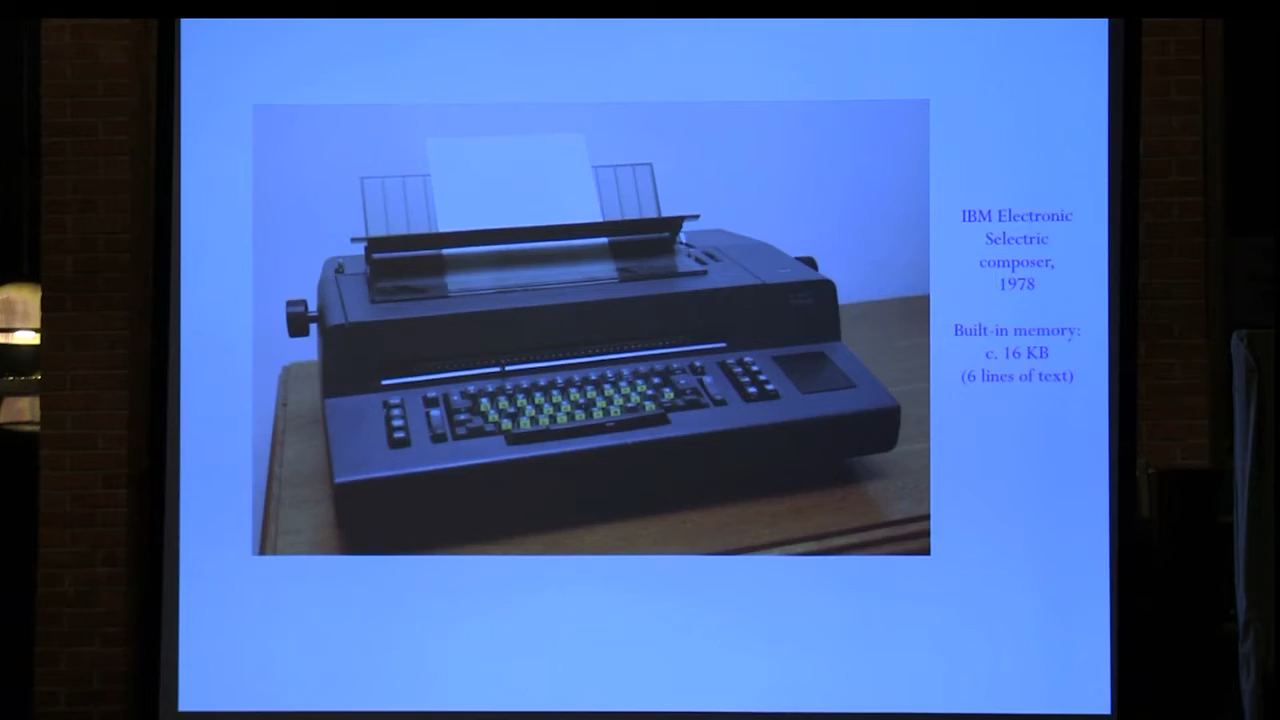 IBM Electronic
Selectric
composer,
1978
Built-in memory:
c. 16 KB
(6 lines of text)